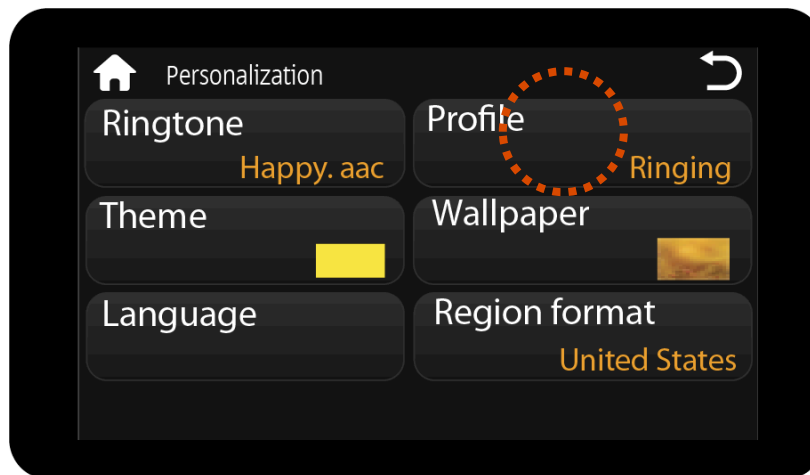 Personalization
Ringtone
Happy. aac
Profile
Ringing
Theme
Wallpaper
Language
Region format
United States